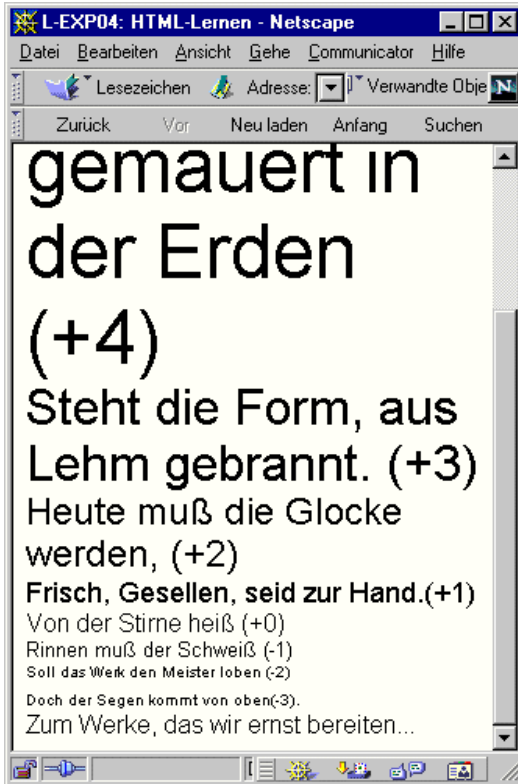 L-EXP04: HTML-Lernen - Netscape
Datei Bearbeiten Ansicht Gehe Communicator Hilfe
Lesezeichen Adresse: Verwandte Obje N
Zurück Vor Neu laden Anfang Suchen
gemauert in
der Erden
(+4)
Steht die Form, aus
Lehm gebrannt. (+3)
Heute muß die Glocke
werden, (+2)
Frisch, Gesellen, seid zur Hand.(+1)
Von der Stirne heiß (+0)
Rinnen muß der Schweiß (-1)
Soll das Werk den Meister loben (-2)
Doch der Segen kommt von oben(-3).
Zum Werke, das wir ernst bereiten...